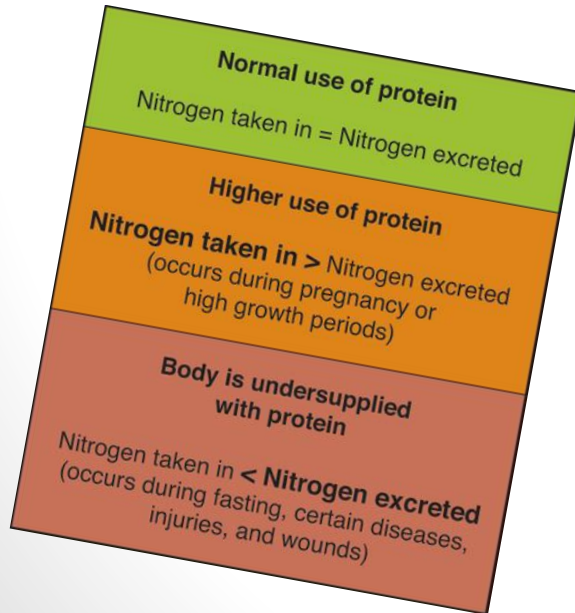 Normal use of protein
Nitrogen taken in = Nitrogen excreted
Higher use of protein
Nitrogen taken in > Nitrogen excreted
(occurs during pregnancy or
high growth periods)
Body is undersupplied
with protein
Nitrogen taken in < Nitrogen excreted
(occurs during fasting, certain diseases,
injuries, and wounds)